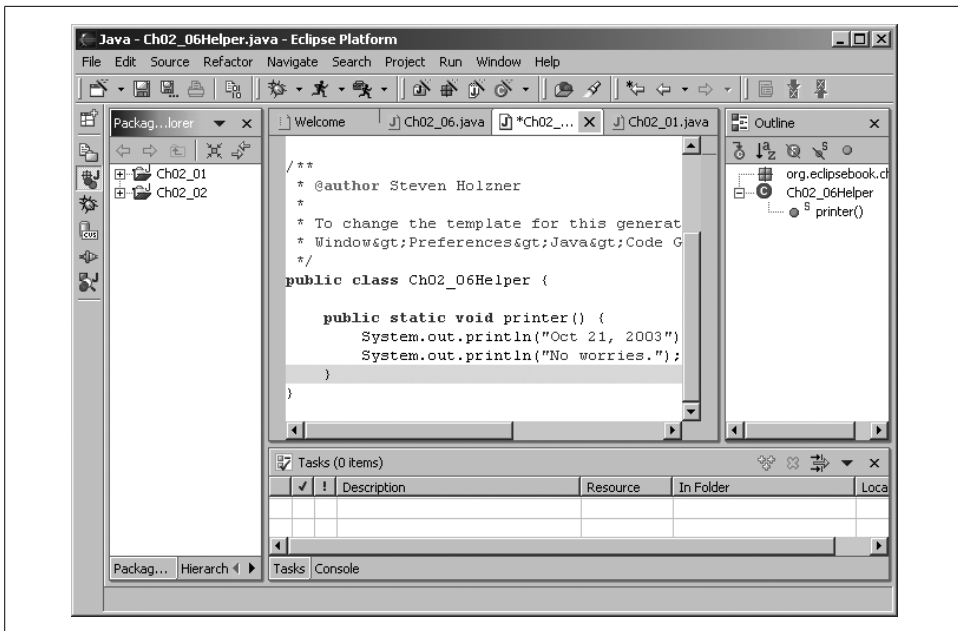 Java - Ch02_06Helper.java - Eclipse Platform
File Edit Source Refactor Navigate Search Project Run Window Help
Packag...lorer
Ch02_01
Ch02_02
Packag... Hierarch
Welcome Ch02_06.java *Ch02_... Ch02_01.java
/**
 * @author Steven Holzner
 *
 * To change the template for this generat
 * Window&gt;Preferences&gt;Java&gt;Code G
 */
public class Ch02_06Helper {
public static void printer() {
System.out.println("Oct 21, 2003")
System.out.println("No worries.");
}
}
Outline
org.eclipsebook.ch
Ch02_06Helper
printer()
Tasks (0 items)
! Description Resource In Folder Loca
Tasks Console